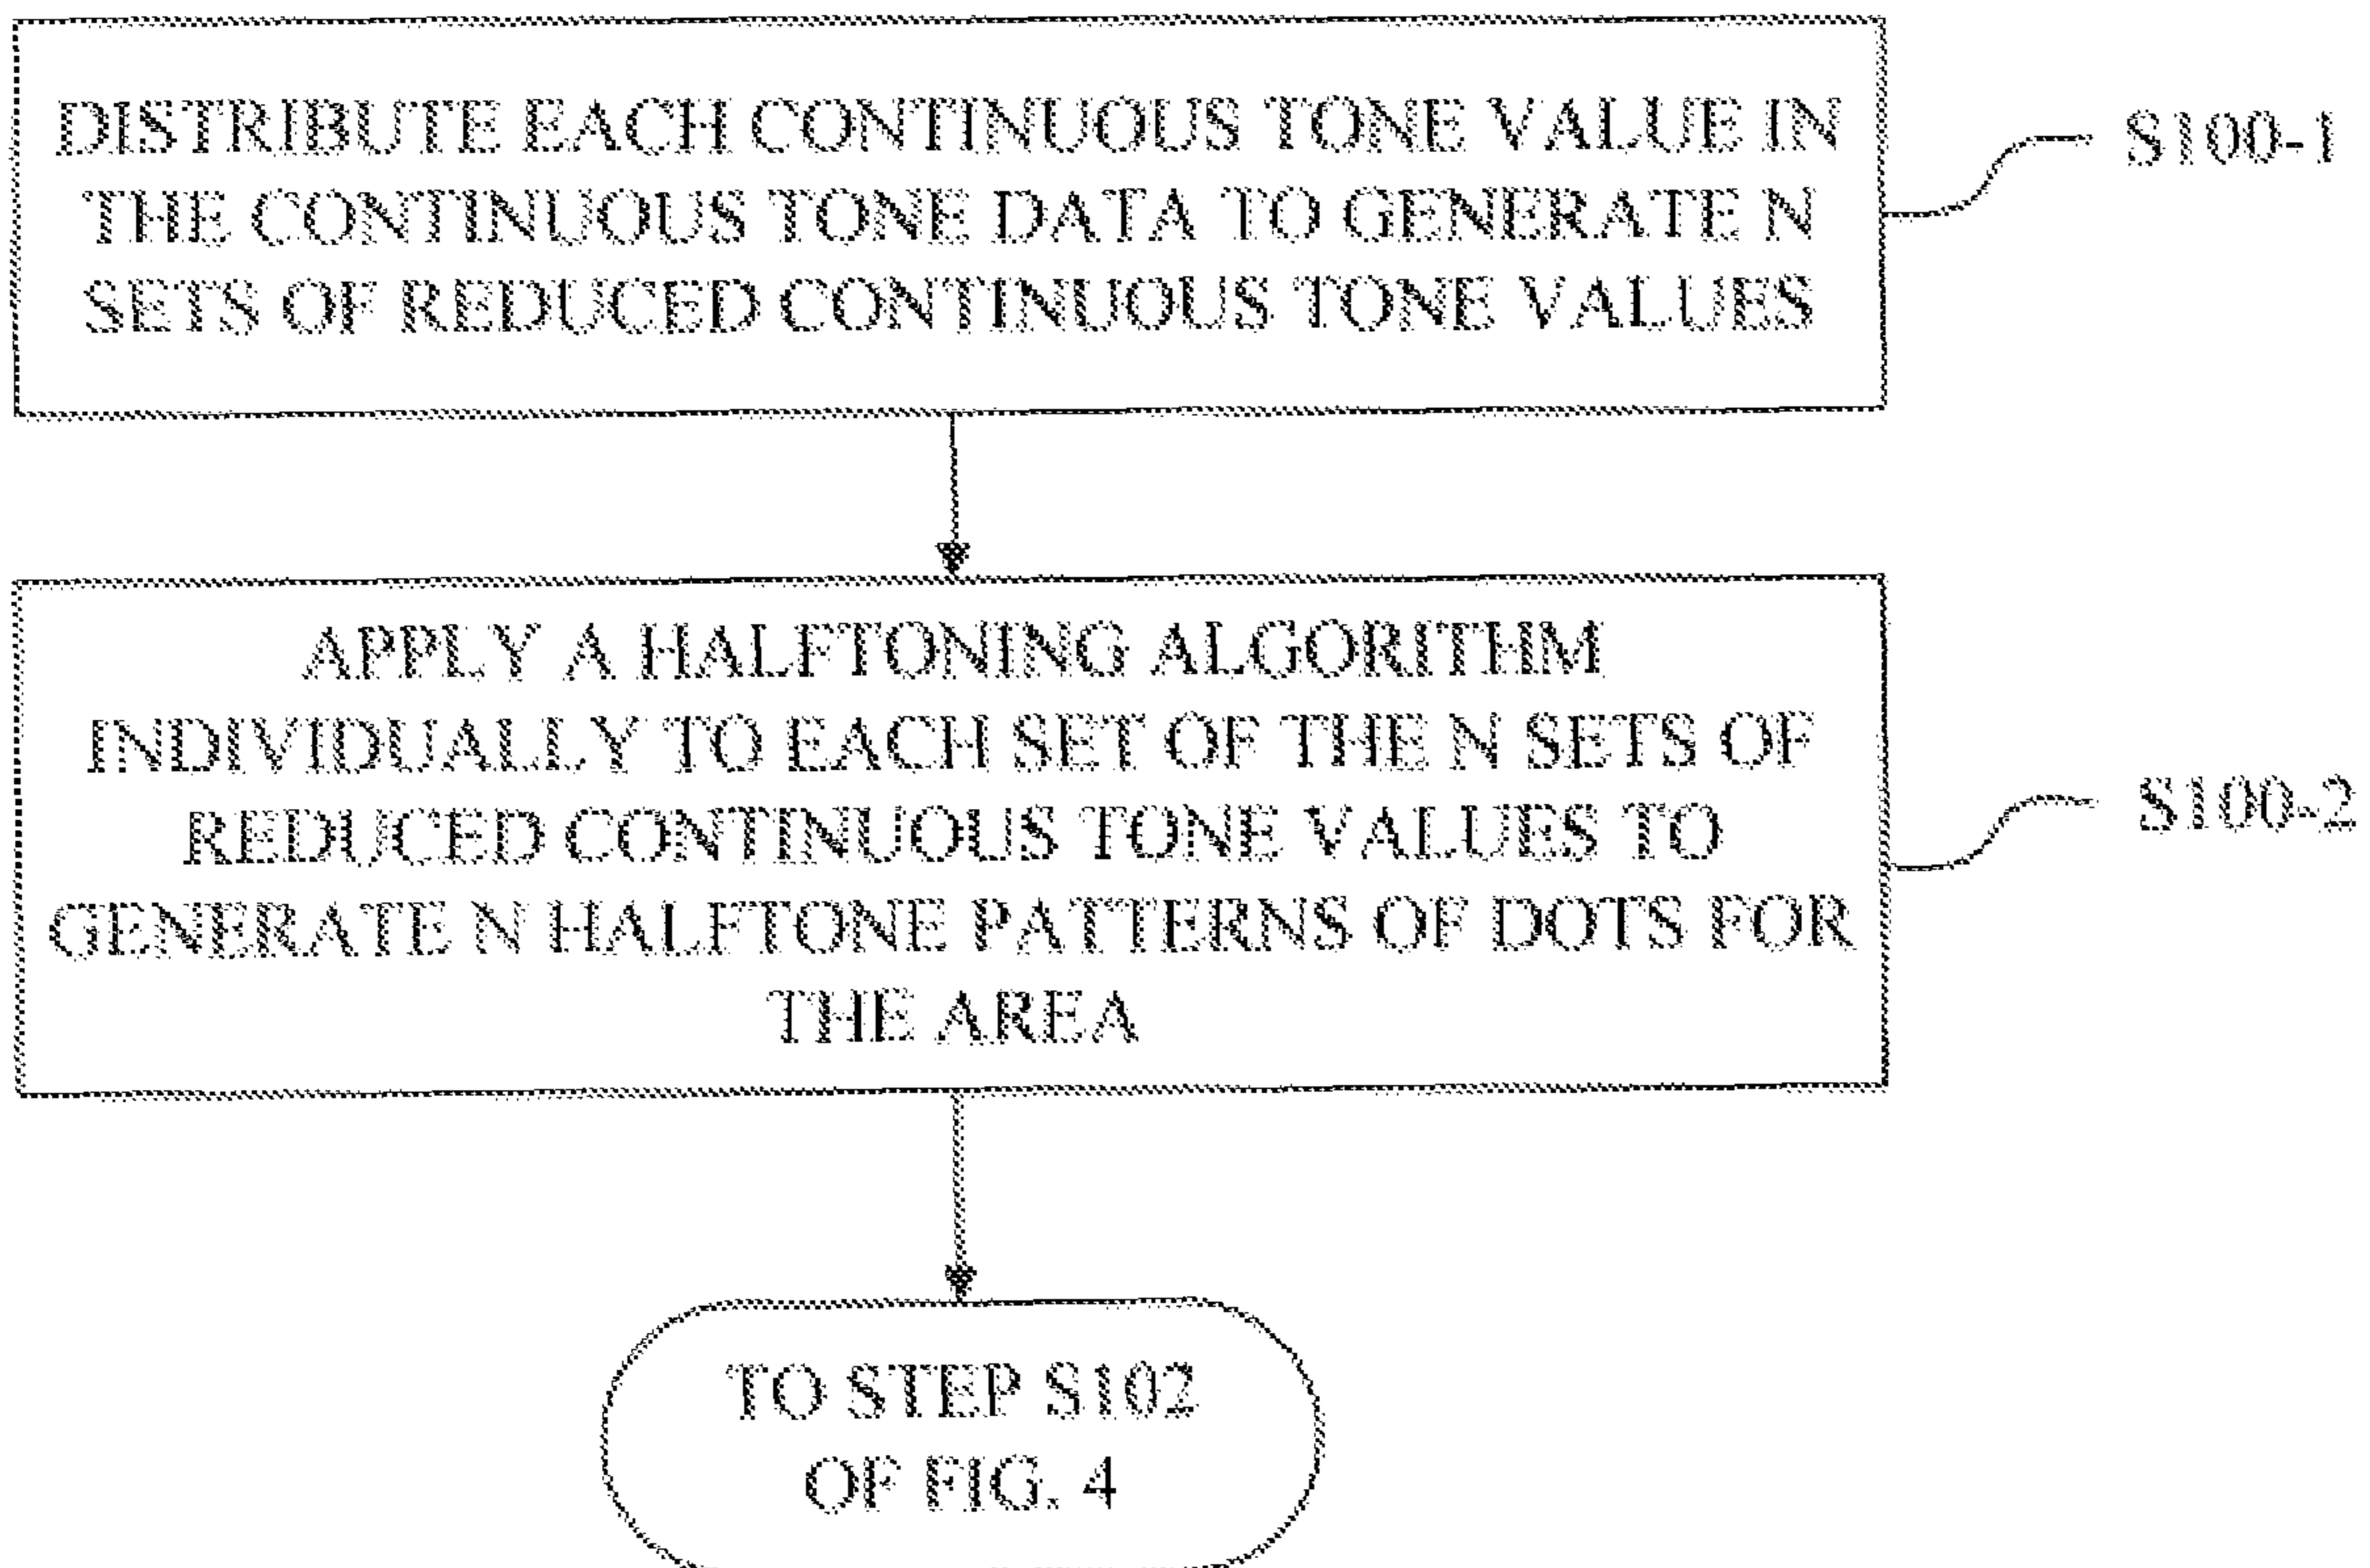 DISTRIBUTE EACH CONTINUOUS TONE VALUE IN
THE CONTINUOUS TONE DATA TO GENERATE N
SETS OF REDUCED CONTINUOUS TONE VALUES
S100-1
APPLY A HALFTONING ALGORITHM
INDIVIDUALLY TO EACH SET OF THE N SETS OF
REDUCED CONTINUOUS TONE VALUES TO
GENERATE N HALFTONE PATTERNS OF DOTS FOR
THE AREA
S100-2
TO STEP S102
OF FIG. 4